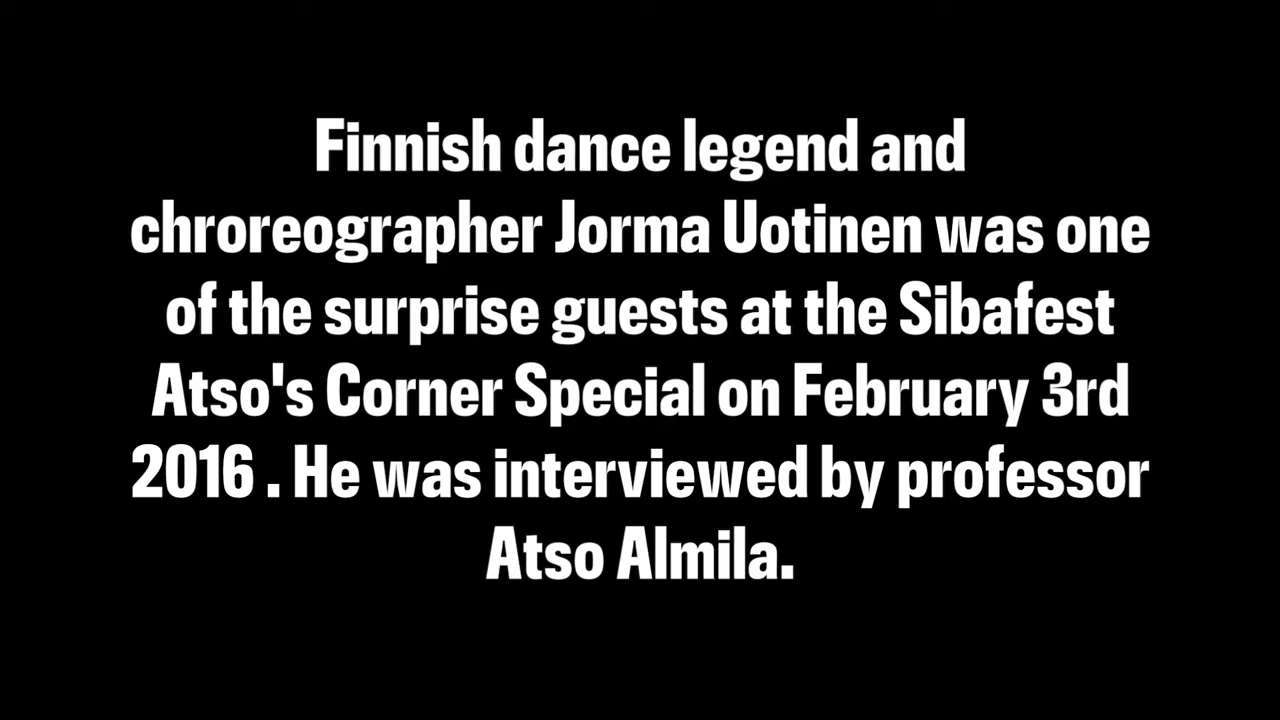 Finnish dance legend and
chroreographer Jorma Uotinen was one
of the surprise guests at the Sibafest
Atso's Corner Special on February 3rd
2016 . He was interviewed by professor
Atso Almila.